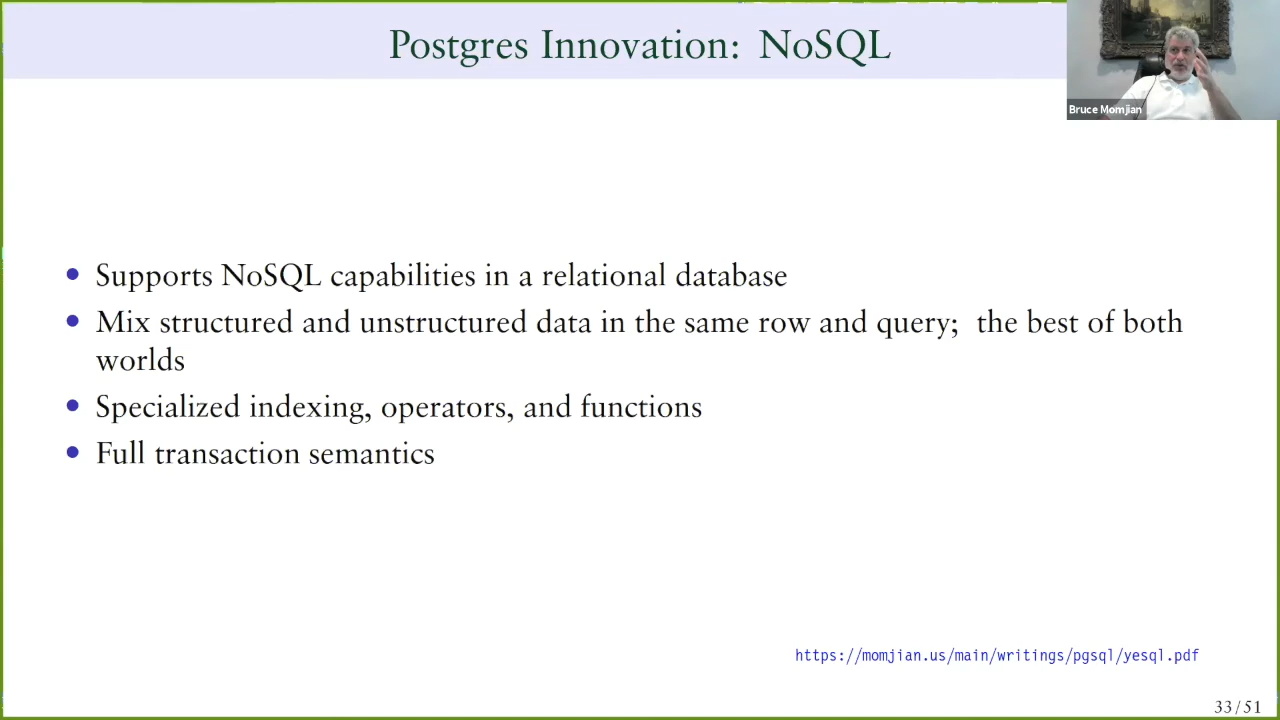 Postgres Innovation: NoSQL
Bruce Momjian
• Supports NoSQL capabilities in a relational database
• Mix structured and unstructured data in the same row and query; the best of both
worlds
• Specialized indexing, operators, and functions
• Full transaction semantics
https://momjian.us/main/writings/pgsql/yesql.pdf
33/51